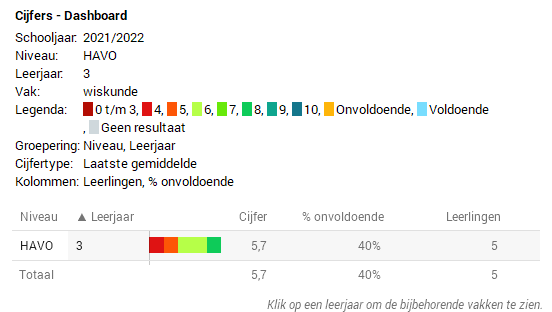 Cijfers - Dashboard
Schooljaar: 2021/2022
Niveau: HAVO
Leerjaar: 3
Vak: wiskunde
Legenda: 0 t/m 3, 4, 5, 6, 7, 8, 9, 10, Onvoldoende, Voldoende
, Geen resultaat
Groepering: Niveau, Leerjaar
Cijfertype: Laatste gemiddelde
Kolommen: Leerlingen, % onvoldoende
Niveau ▲ Leerjaar Cijfer % onvoldoende Leerlingen
HAVO 3 5,7 40% 5
Totaal 5,7 40% 5
Klik op een leerjaar om de bijbehorende vakken te zien.